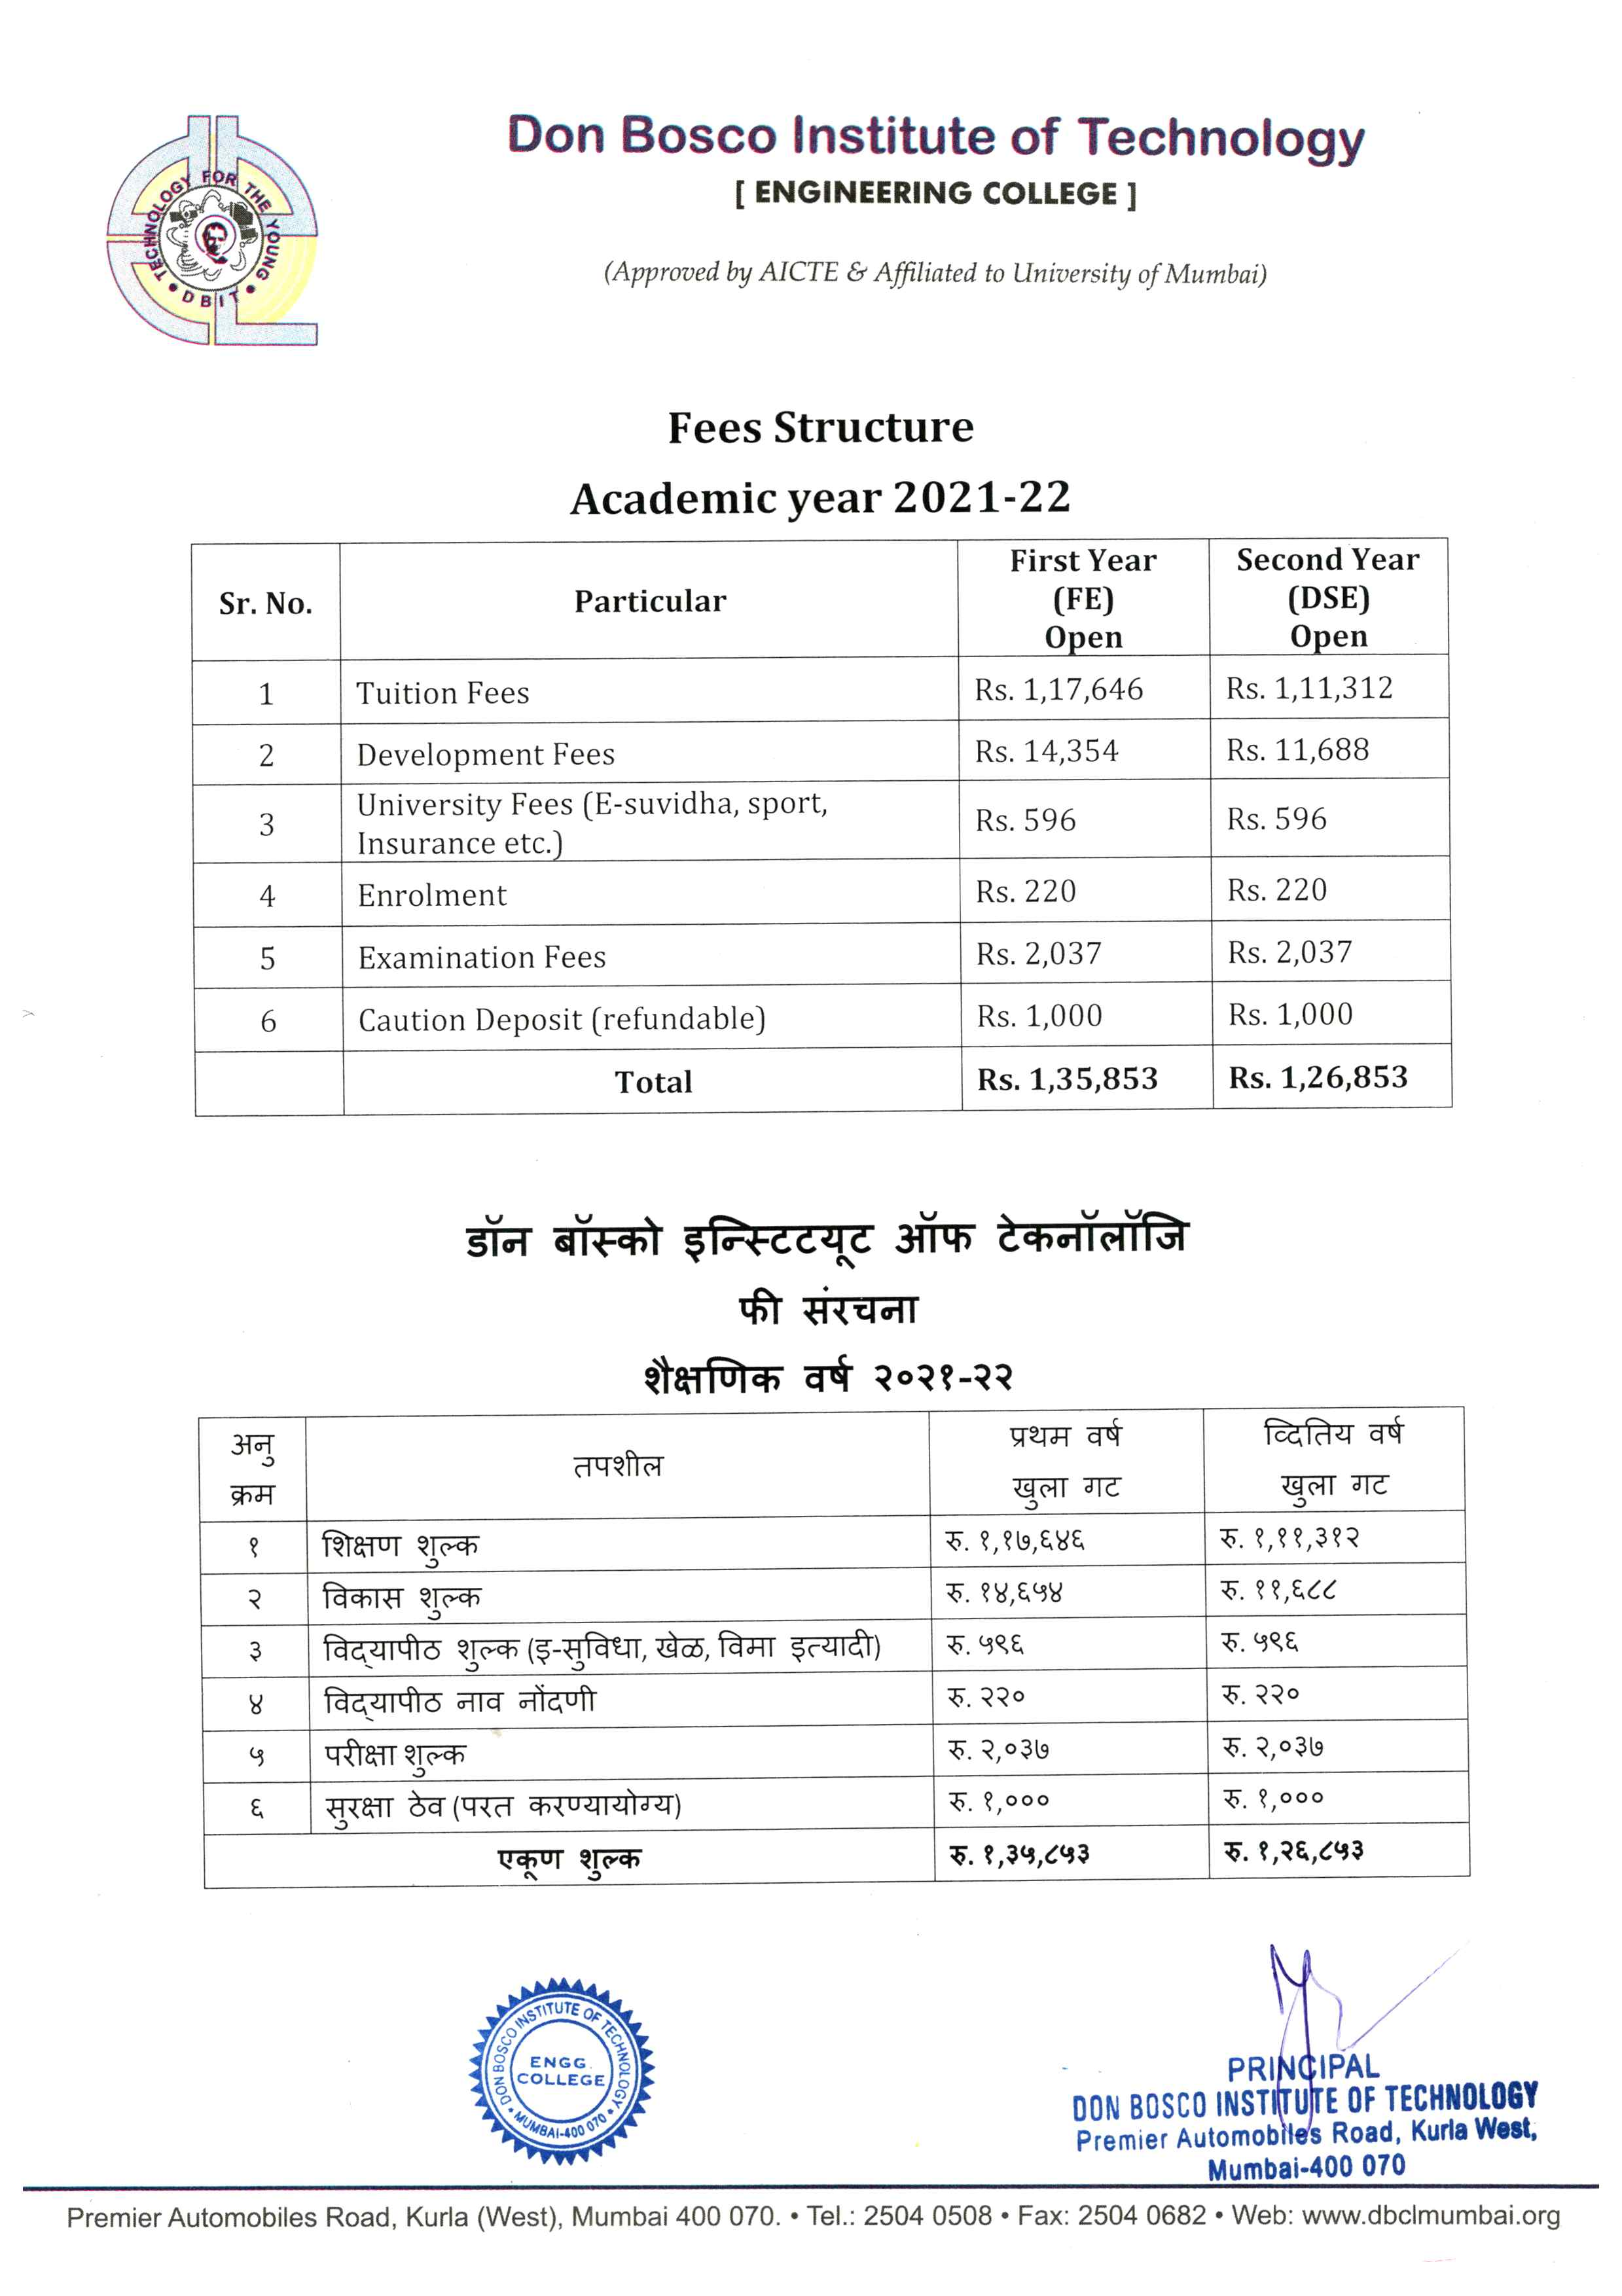 Don Bosco Institute of Technology
[ ENGINEERING COLLEGE ]
(Approved by AICTE & Affiliated to University of Mumbai)
TECHNOLOGY FOR THE YOUNG
• DBIT •
Fees Structure
Academic year 2021-22
Sr. No. Particular First Year (FE) Open Second Year (DSE) Open
1 Tuition Fees Rs. 1,17,646 Rs. 1,11,312
2 Development Fees Rs. 14,354 Rs. 11,688
3 University Fees (E-suvidha, sport, Insurance etc.) Rs. 596 Rs. 596
4 Enrolment Rs. 220 Rs. 220
5 Examination Fees Rs. 2,037 Rs. 2,037
6 Caution Deposit (refundable) Rs. 1,000 Rs. 1,000
Total Rs. 1,35,853 Rs. 1,26,853
डॉन बॉस्को इन्स्टिटयूट ऑफ टेकनॉलॉजि
फी संरचना
शैक्षणिक वर्ष २०२१-२२
अनु क्रम तपशील प्रथम वर्ष खुला गट व्दितिय वर्ष खुला गट
१ शिक्षण शुल्क रु. १,१७,६४६ रु. १,११,३१२
२ विकास शुल्क रु. १४,६५४ रु. ११,६८८
३ विद्यापीठ शुल्क (इ-सुविधा, खेळ, विमा इत्यादी) रु. ५९६ रु. ५९६
४ विद्यापीठ नाव नोंदणी रु. २२० रु. २२०
५ परीक्षा शुल्क रु. २,०३७ रु. २,०३७
६ सुरक्षा ठेव (परत करण्यायोग्य) रु. १,००० रु. १,०००
एकूण शुल्क रु. १,३५,८५३ रु. १,२६,८५३
DON BOSCO INSTITUTE OF TECHNOLOGY
ENGG.
COLLEGE
• MUMBAI-400 070 •
PRINCIPAL
DON BOSCO INSTITUTE OF TECHNOLOGY
Premier Automobiles Road, Kurla West,
Mumbai-400 070
Premier Automobiles Road, Kurla (West), Mumbai 400 070. • Tel.: 2504 0508 • Fax: 2504 0682 • Web: www.dbclmumbai.org